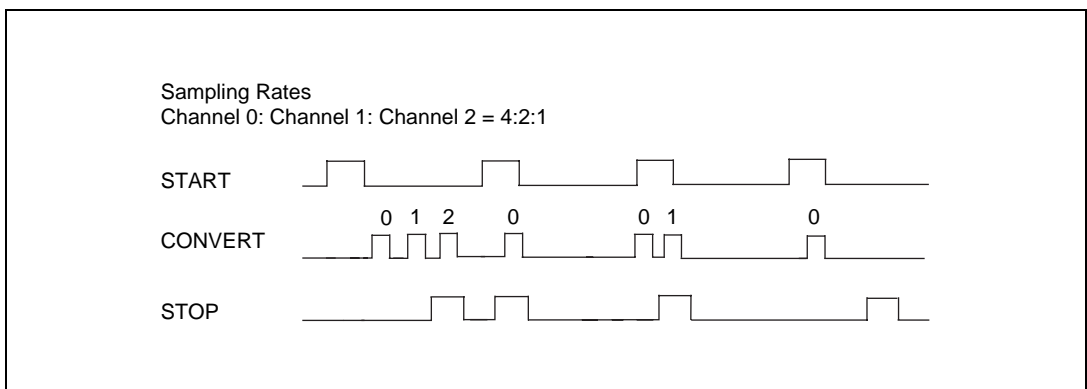 Sampling Rates
Channel 0: Channel 1: Channel 2 = 4:2:1
START
0 1 2 0 0 1 0
CONVERT
STOP